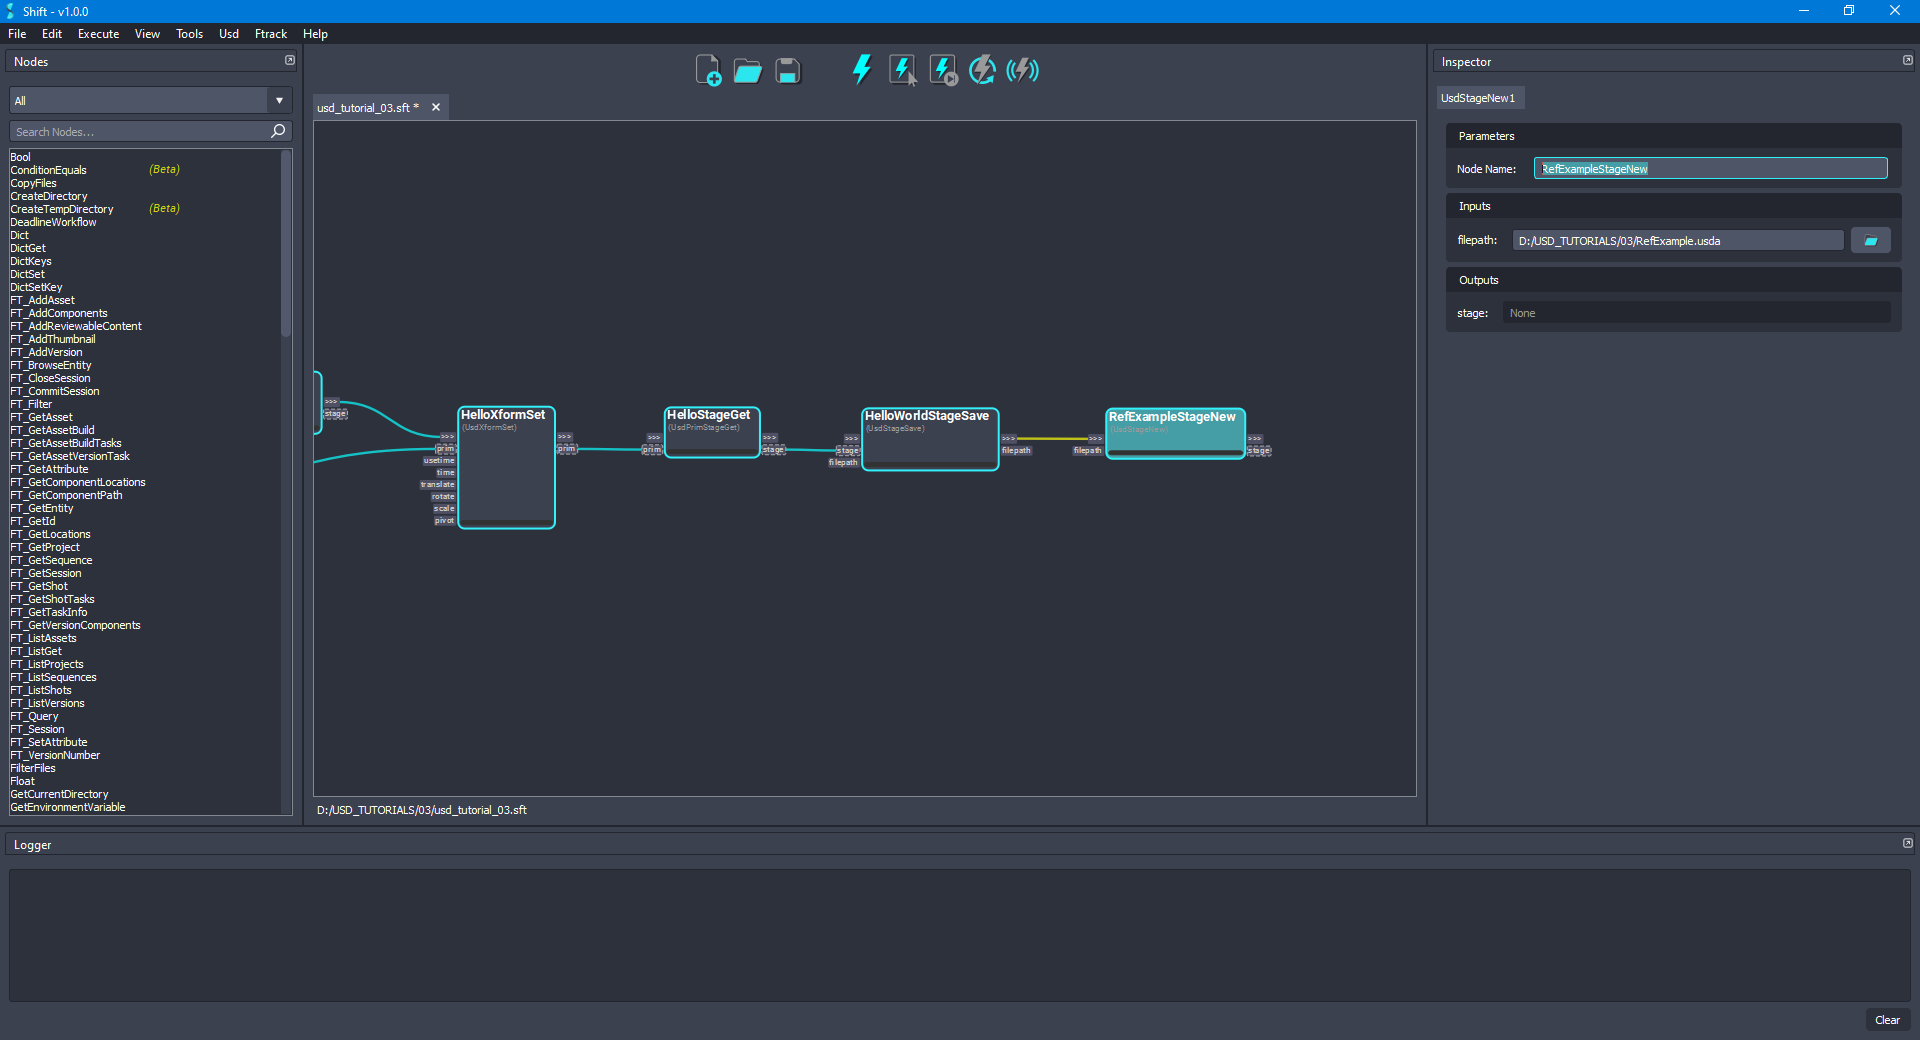 Shift - v1.0.0
File Edit Execute View Tools Usd Ftrack Help
Nodes
All
Search Nodes...
Bool
ConditionEquals (Beta)
CopyFiles
CreateDirectory
CreateTempDirectory (Beta)
DeadlineWorkflow
Dict
DictGet
DictKeys
DictSet
DictSetKey
FT_AddAsset
FT_AddComponents
FT_AddReviewableContent
FT_AddThumbnail
FT_AddVersion
FT_BrowseEntity
FT_CloseSession
FT_CommitSession
FT_Filter
FT_GetAsset
FT_GetAssetBuild
FT_GetAssetBuildTasks
FT_GetAssetVersionTask
FT_GetAttribute
FT_GetComponentLocations
FT_GetComponentPath
FT_GetEntity
FT_GetId
FT_GetLocations
FT_GetProject
FT_GetSequence
FT_GetSession
FT_GetShot
FT_GetShotTasks
FT_GetTaskInfo
FT_GetVersionComponents
FT_ListAssets
FT_ListGet
FT_ListProjects
FT_ListSequences
FT_ListShots
FT_ListVersions
FT_Query
FT_Session
FT_SetAttribute
FT_VersionNumber
FilterFiles
Float
GetCurrentDirectory
GetEnvironmentVariable
usd_tutorial_03.sft *
>>>
stage
HelloXformSet
(UsdXformSet)
>>>
prim
usetime
time
translate
rotate
scale
pivot
>>>
prim
HelloStageGet
(UsdPrimStageGet)
>>>
prim
>>>
stage
HelloWorldStageSave
(UsdStageSave)
>>>
stage
filepath
>>>
filepath
RefExampleStageNew
(UsdStageNew)
>>>
filepath
>>>
stage
D:/USD_TUTORIALS/03/usd_tutorial_03.sft
Inspector
UsdStageNew1
Parameters
Node Name: RefExampleStageNew
Inputs
filepath: D:/USD_TUTORIALS/03/RefExample.usda
Outputs
stage: None
Logger
Clear